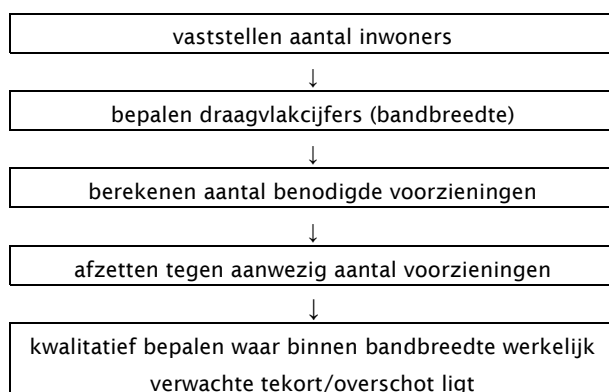 vaststellen aantal inwoners
↓
bepalen draagvlakcijfers (bandbreedte)
↓
berekenen aantal benodigde voorzieningen
↓
afzetten tegen aanwezig aantal voorzieningen
↓
kwalitatief bepalen waar binnen bandbreedte werkelijk
verwachte tekort/overschot ligt